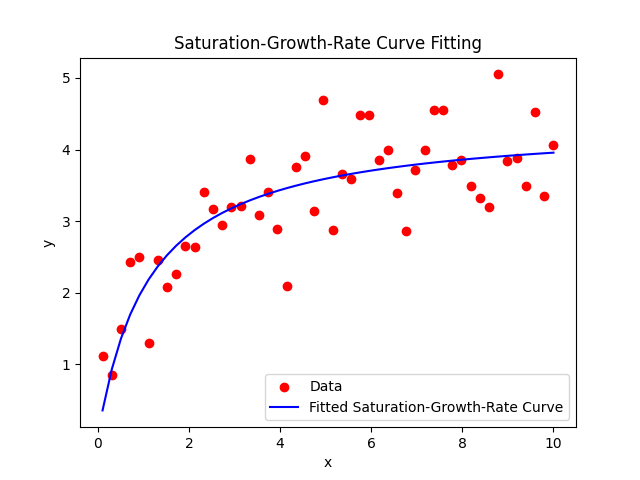 Saturation-Growth-Rate Curve Fitting
5
4
3
2
1
y
0
2
4
6
8
10
x
Data
Fitted Saturation-Growth-Rate Curve